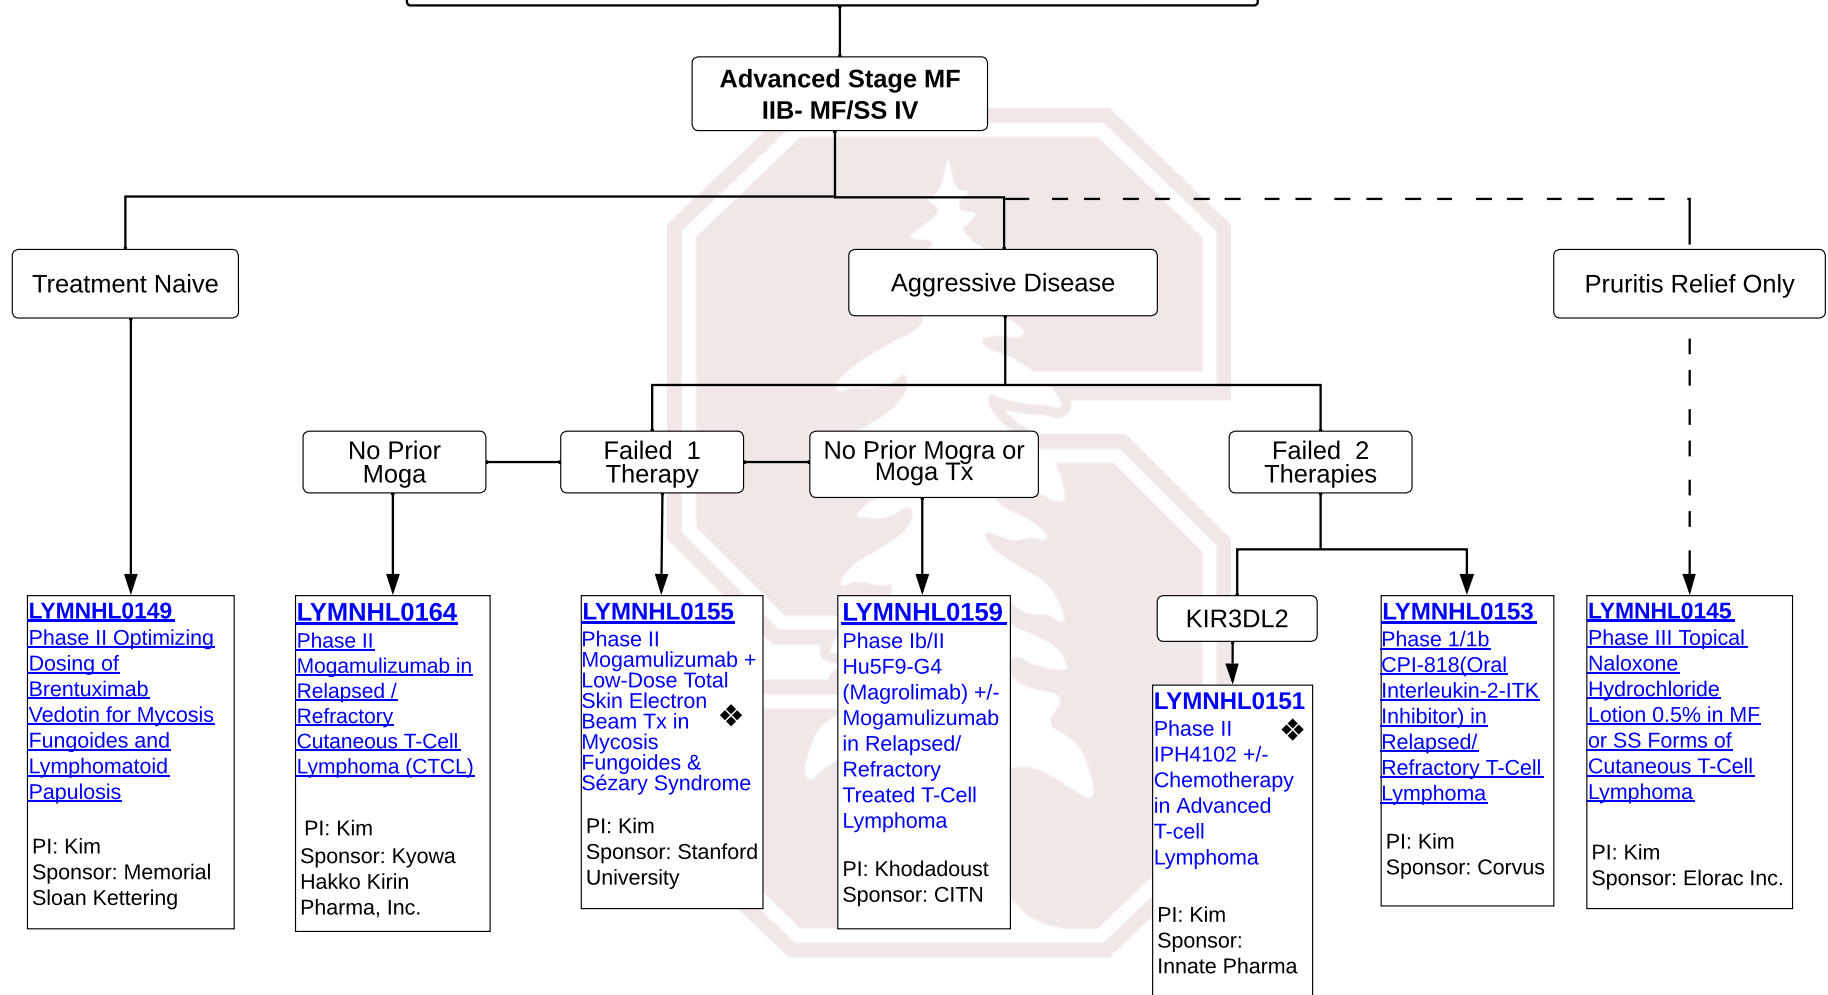 Advanced Stage MF
IIB- MF/SS IV
Treatment Naive
Aggressive Disease
Pruritis Relief Only
No Prior
Moga
Failed  1
Therapy
No Prior Mogra or
Moga Tx
Failed  2
Therapies
LYMNHL0149
Phase II Optimizing
Dosing of
Brentuximab
Vedotin for Mycosis
Fungoides and
Lymphomatoid
Papulosis
PI: Kim
Sponsor: Memorial
Sloan Kettering
LYMNHL0164
Phase II
Mogamulizumab in
Relapsed /
Refractory
Cutaneous T-Cell
Lymphoma (CTCL)
PI: Kim
Sponsor: Kyowa
Hakko Kirin
Pharma, Inc.
LYMNHL0155
Phase II
Mogamulizumab +
Low-Dose Total
Skin Electron
Beam Tx in ❖
Mycosis
Fungoides &
Sézary Syndrome
PI: Kim
Sponsor: Stanford
University
LYMNHL0159
Phase Ib/II
Hu5F9-G4
(Magrolimab) +/-
Mogamulizumab
in Relapsed/
Refractory
Treated T-Cell
Lymphoma
PI: Khodadoust
Sponsor: CITN
KIR3DL2
LYMNHL0151
Phase II ❖
IPH4102 +/-
Chemotherapy
in Advanced
T-cell
Lymphoma
PI: Kim
Sponsor:
Innate Pharma
LYMNHL0153
Phase 1/1b
CPI-818(Oral
Interleukin-2-ITK
Inhibitor) in
Relapsed/
Refractory T-Cell
Lymphoma
PI: Kim
Sponsor: Corvus
LYMNHL0145
Phase III Topical
Naloxone
Hydrochloride
Lotion 0.5% in MF
or SS Forms of
Cutaneous T-Cell
Lymphoma
PI: Kim
Sponsor: Elorac Inc.